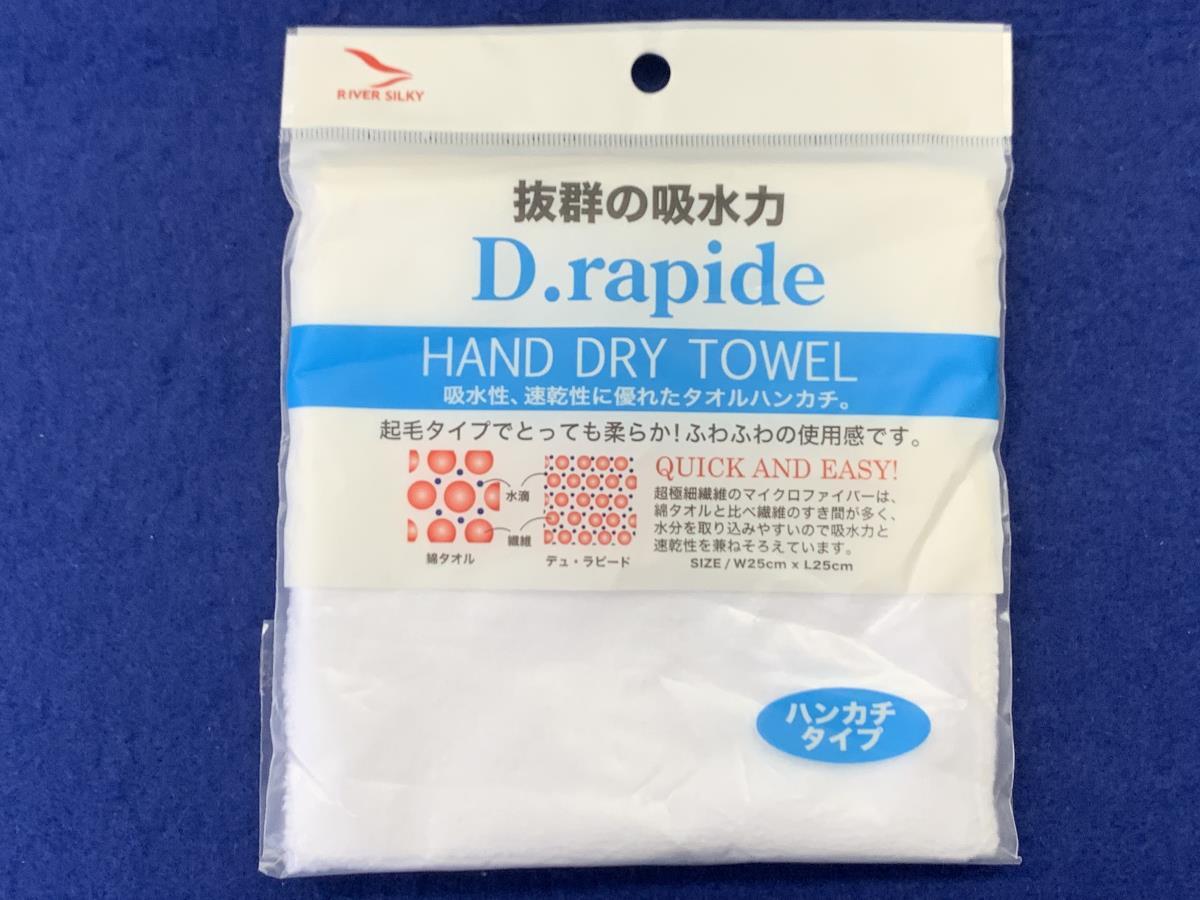 RIVER SILKY
抜群の吸水力
D.rapide
HAND DRY TOWEL
吸水性、速乾性に優れたタオルハンカチ。
起毛タイプでとっても柔らか!ふわふわの使用感です。
水滴
繊維
綿タオル
デュ・ラピード
QUICK AND EASY!
超極細繊維のマイクロファイバーは、
綿タオルと比べ繊維のすき間が多く、
水分を取り込みやすいので吸水力と
速乾性を兼ねそろえています。
SIZE / W25cm x L25cm
ハンカチ
タイプ